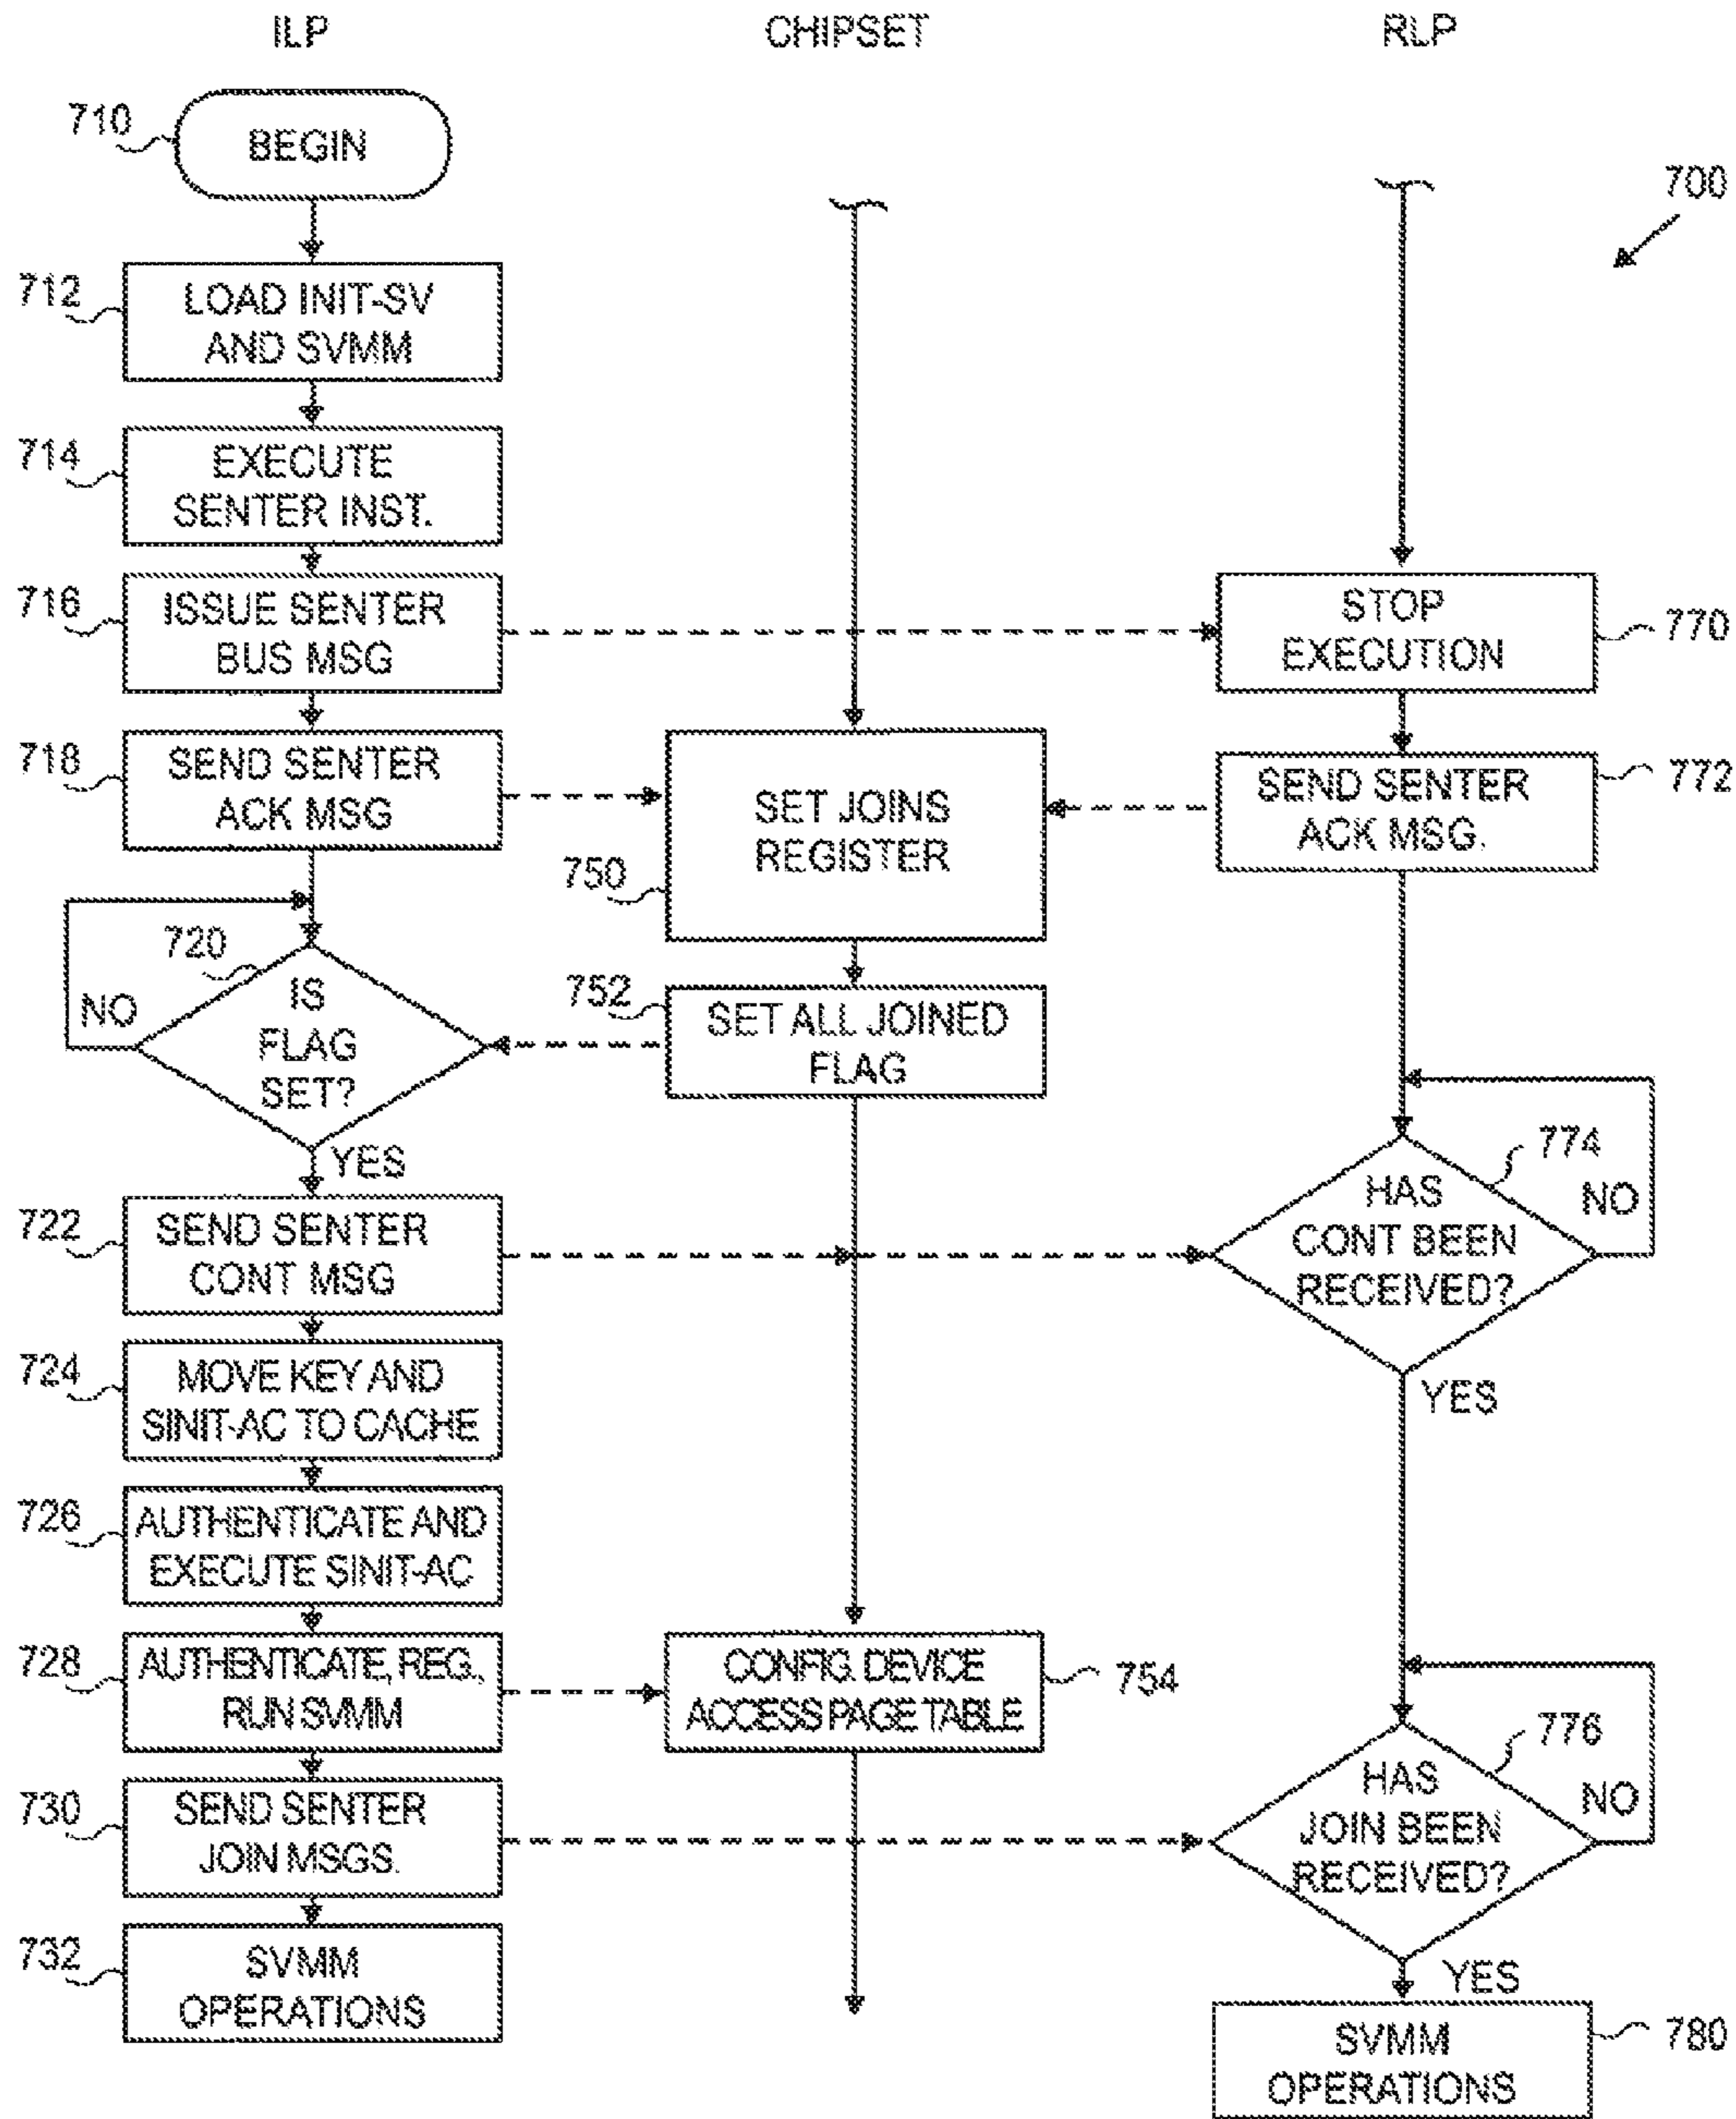 ILP
CHIPSET
RLP
710
BEGIN
700
712
LOAD INIT-SV
AND SVMM
714
EXECUTE
SENTER INST.
716
ISSUE SENTER
BUS MSG
STOP
EXECUTION
770
718
SEND SENTER
ACK MSG
750
SET JOINS
REGISTER
SEND SENTER
ACK MSG.
772
720
NO
IS
FLAG
SET?
YES
752
SET ALL JOINED
FLAG
774
NO
HAS
CONT BEEN
RECEIVED?
YES
722
SEND SENTER
CONT MSG
724
MOVE KEY AND
SINIT-AC TO CACHE
726
AUTHENTICATE AND
EXECUTE SINIT-AC
728
AUTHENTICATE, REG.,
RUN SVMM
CONFIG. DEVICE
ACCESS PAGE TABLE
754
776
NO
HAS
JOIN BEEN
RECEIVED?
YES
730
SEND SENTER
JOIN MSGS.
732
SVMM
OPERATIONS
SVMM
OPERATIONS
780